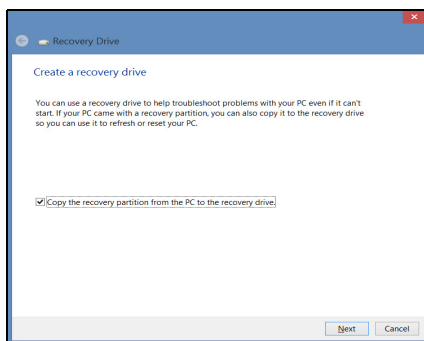 Recovery Drive
Create a recovery drive
You can use a recovery drive to help troubleshoot problems with your PC even if it can't
start. If your PC came with a recovery partition, you can also copy it to the recovery drive
so you can use it to refresh or reset your PC.
Copy the recovery partition from the PC to the recovery drive.
Next Cancel